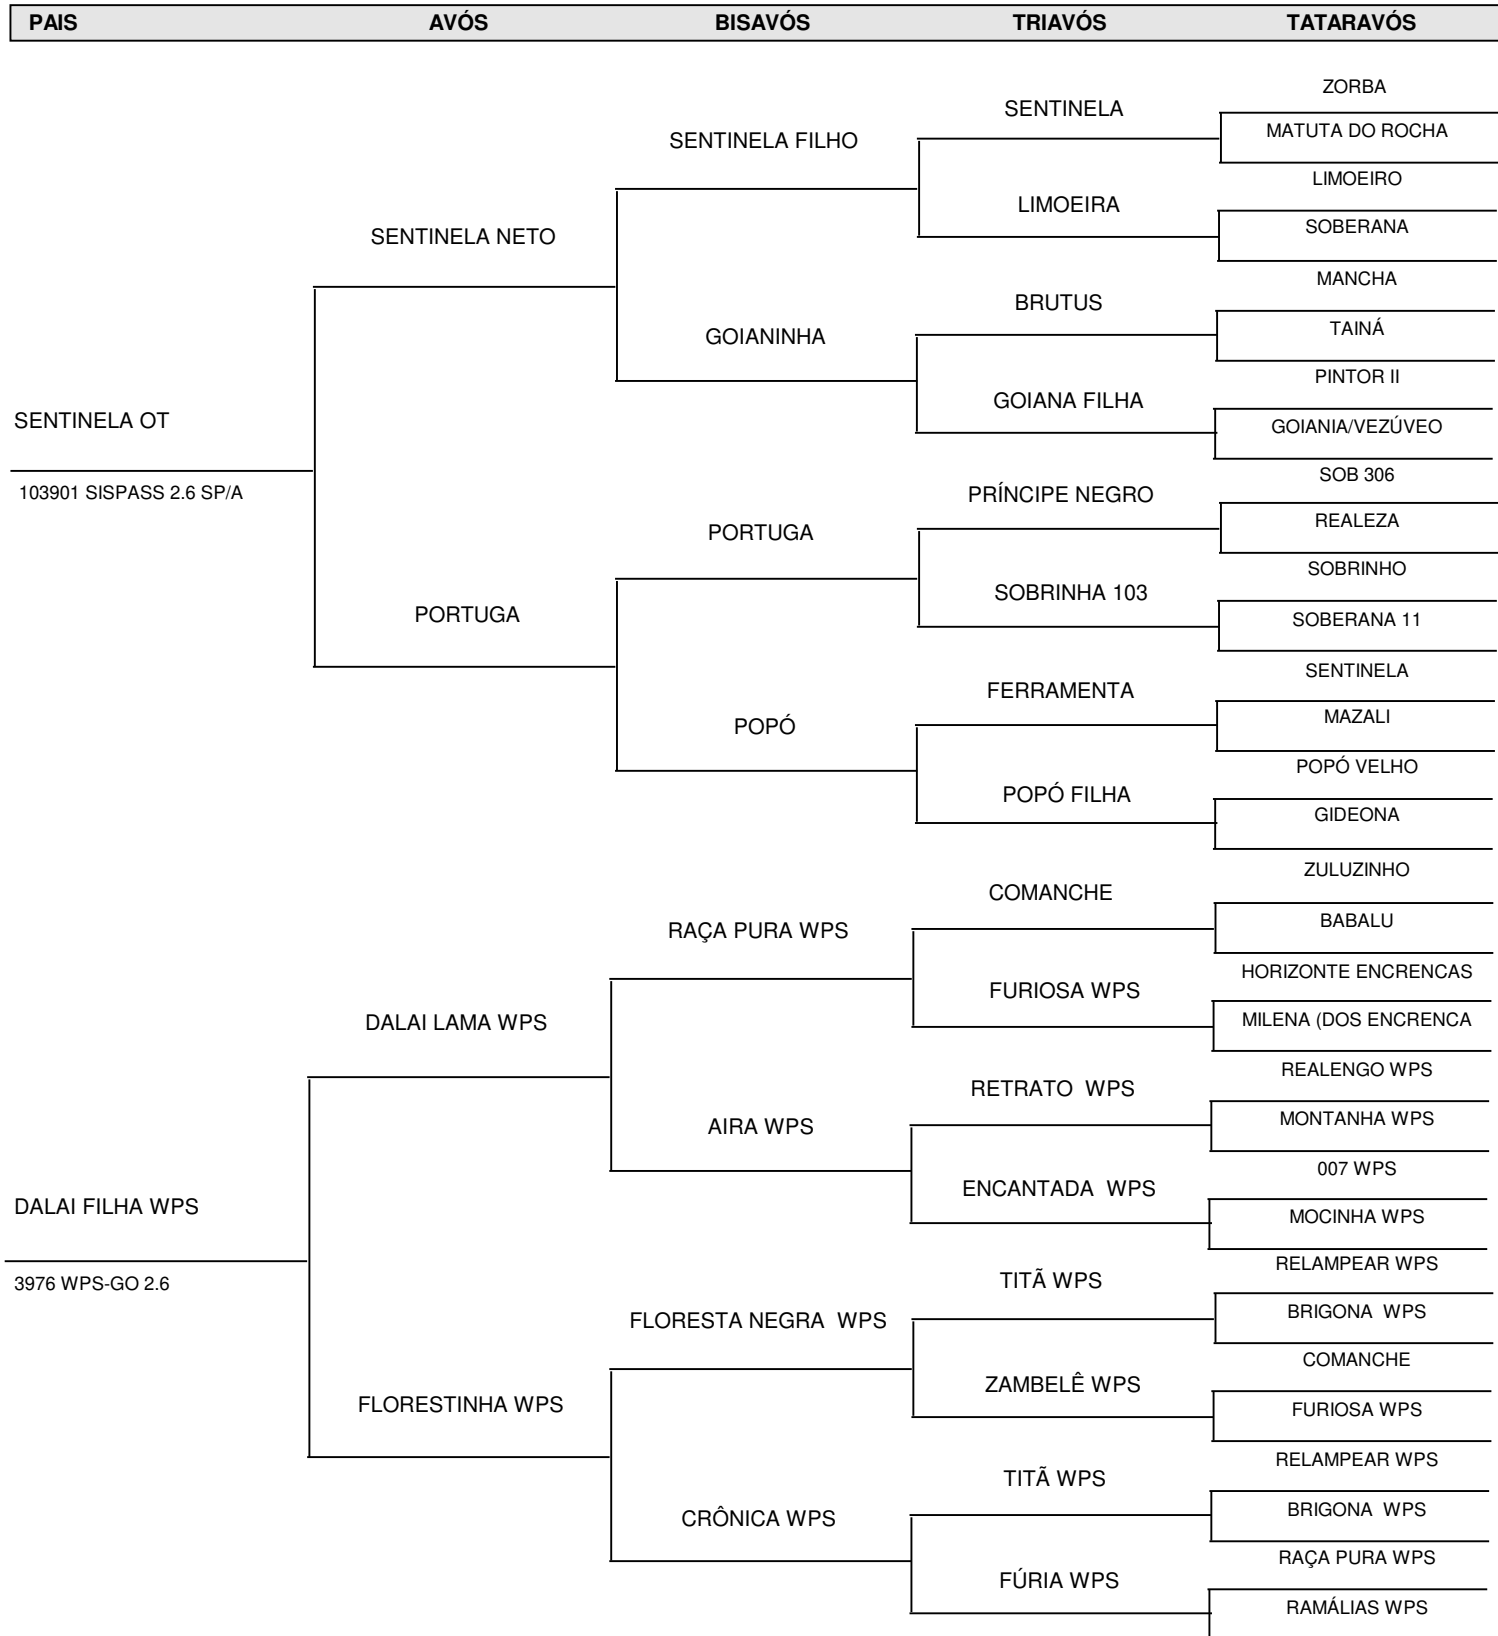 PAIS AVÓS BISAVÓS TRIAVÓS TATARAVÓS
ZORBA
SENTINELA
MATUTA DO ROCHA
SENTINELA FILHO
LIMOEIRO
LIMOEIRA
SOBERANA
SENTINELA NETO
MANCHA
BRUTUS
TAINÁ
GOIANINHA
PINTOR II
GOIANA FILHA
GOIANIA/VEZÚVEO
SENTINELA OT
SOB 306
103901 SISPASS 2.6 SP/A
PRÍNCIPE NEGRO
REALEZA
PORTUGA
SOBRINHO
SOBRINHA 103
PORTUGA
SOBERANA 11
SENTINELA
FERRAMENTA
MAZALI
POPÓ
POPÓ VELHO
POPÓ FILHA
GIDEONA
ZULUZINHO
COMANCHE
BABALU
RAÇA PURA WPS
HORIZONTE ENCRENCAS
FURIOSA WPS
MILENA (DOS ENCRENCA
DALAI LAMA WPS
REALENGO WPS
RETRATO WPS
MONTANHA WPS
AIRA WPS
007 WPS
ENCANTADA WPS
DALAI FILHA WPS
MOCINHA WPS
RELAMPEAR WPS
3976 WPS-GO 2.6
TITÃ WPS
BRIGONA WPS
FLORESTA NEGRA WPS
COMANCHE
ZAMBELÊ WPS
FLORESTINHA WPS
FURIOSA WPS
RELAMPEAR WPS
TITÃ WPS
BRIGONA WPS
CRÔNICA WPS
RAÇA PURA WPS
FÚRIA WPS
RAMÁLIAS WPS